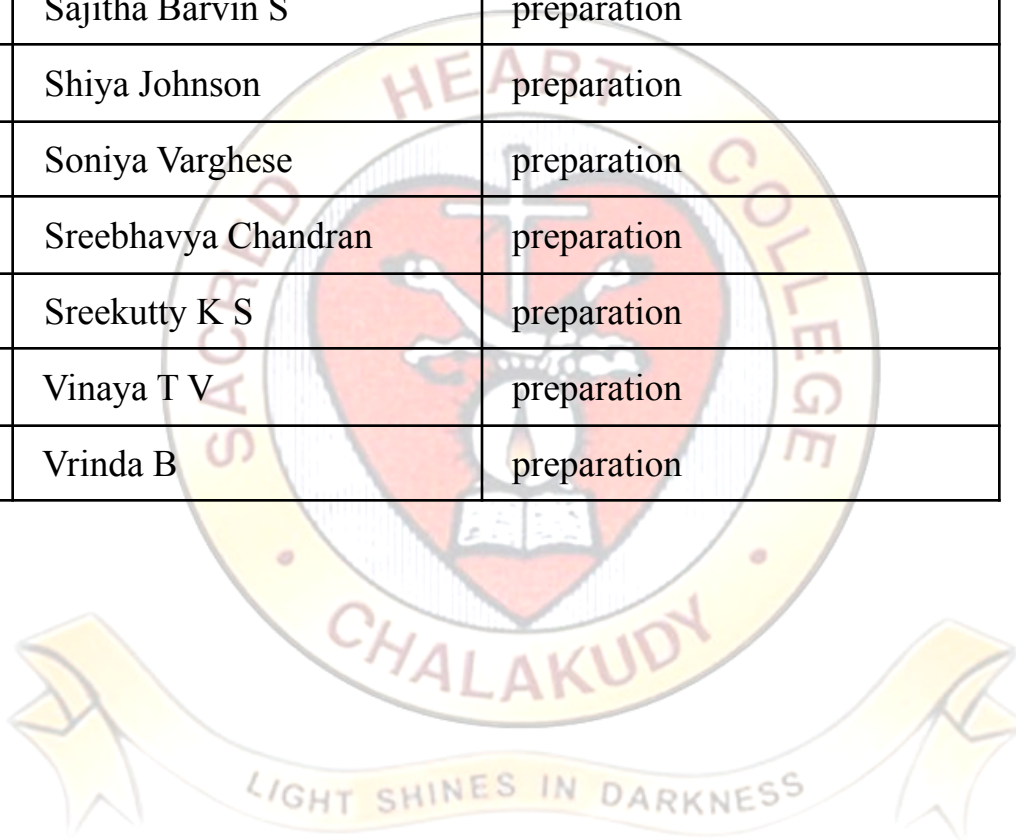 Sajitha Barvin S preparation
Shiya Johnson preparation
Soniya Varghese preparation
Sreebhavya Chandran preparation
Sreekutty K S preparation
Vinaya T V preparation
Vrinda B preparation
SACRED HEART COLLEGE
CHALAKUDY
LIGHT SHINES IN DARKNESS